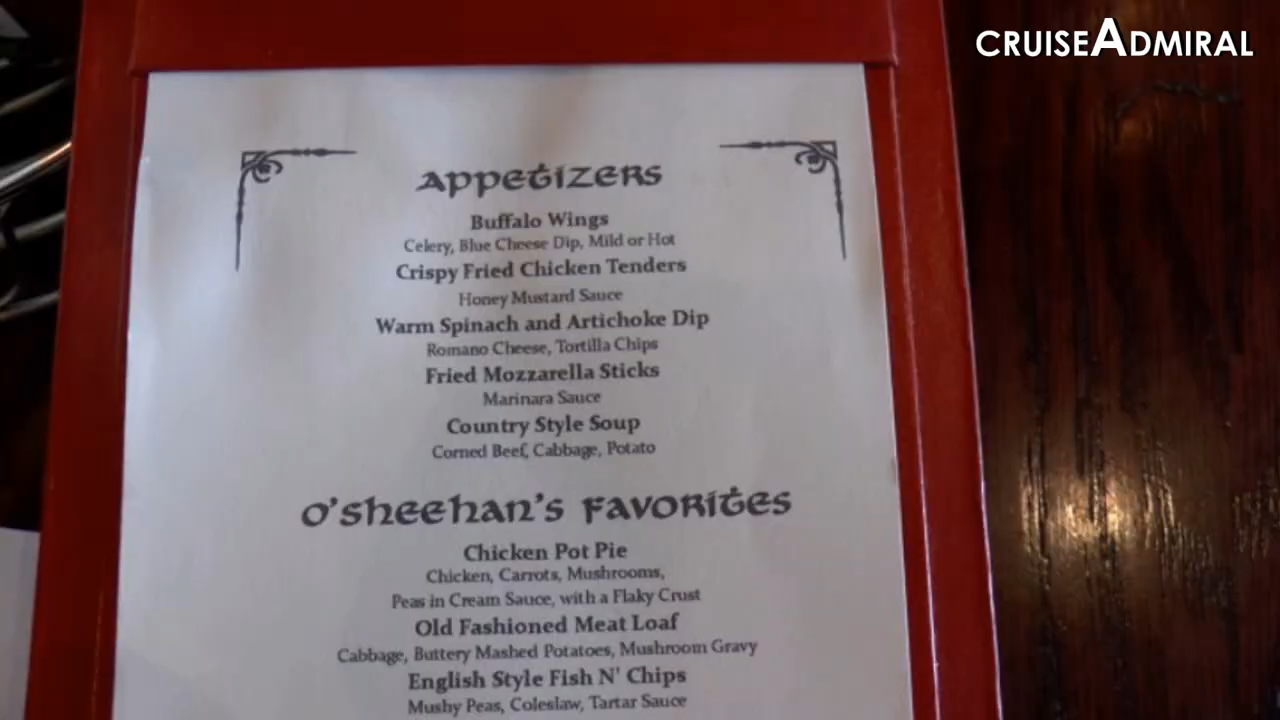 CRUISEADMIRAL
APPETIZERS
Buffalo Wings
Celery, Blue Cheese Dip, Mild or Hot
Crispy Fried Chicken Tenders
Honey Mustard Sauce
Warm Spinach and Artichoke Dip
Romano Cheese, Tortilla Chips
Fried Mozzarella Sticks
Marinara Sauce
Country Style Soup
Corned Beef, Cabbage, Potato
O'SHEEHAN'S FAVORITES
Chicken Pot Pie
Chicken, Carrots, Mushrooms,
Peas in Cream Sauce, with a Flaky Crust
Old Fashioned Meat Loaf
Cabbage, Buttery Mashed Potatoes, Mushroom Gravy
English Style Fish N' Chips
Mushy Peas, Coleslaw, Tartar Sauce